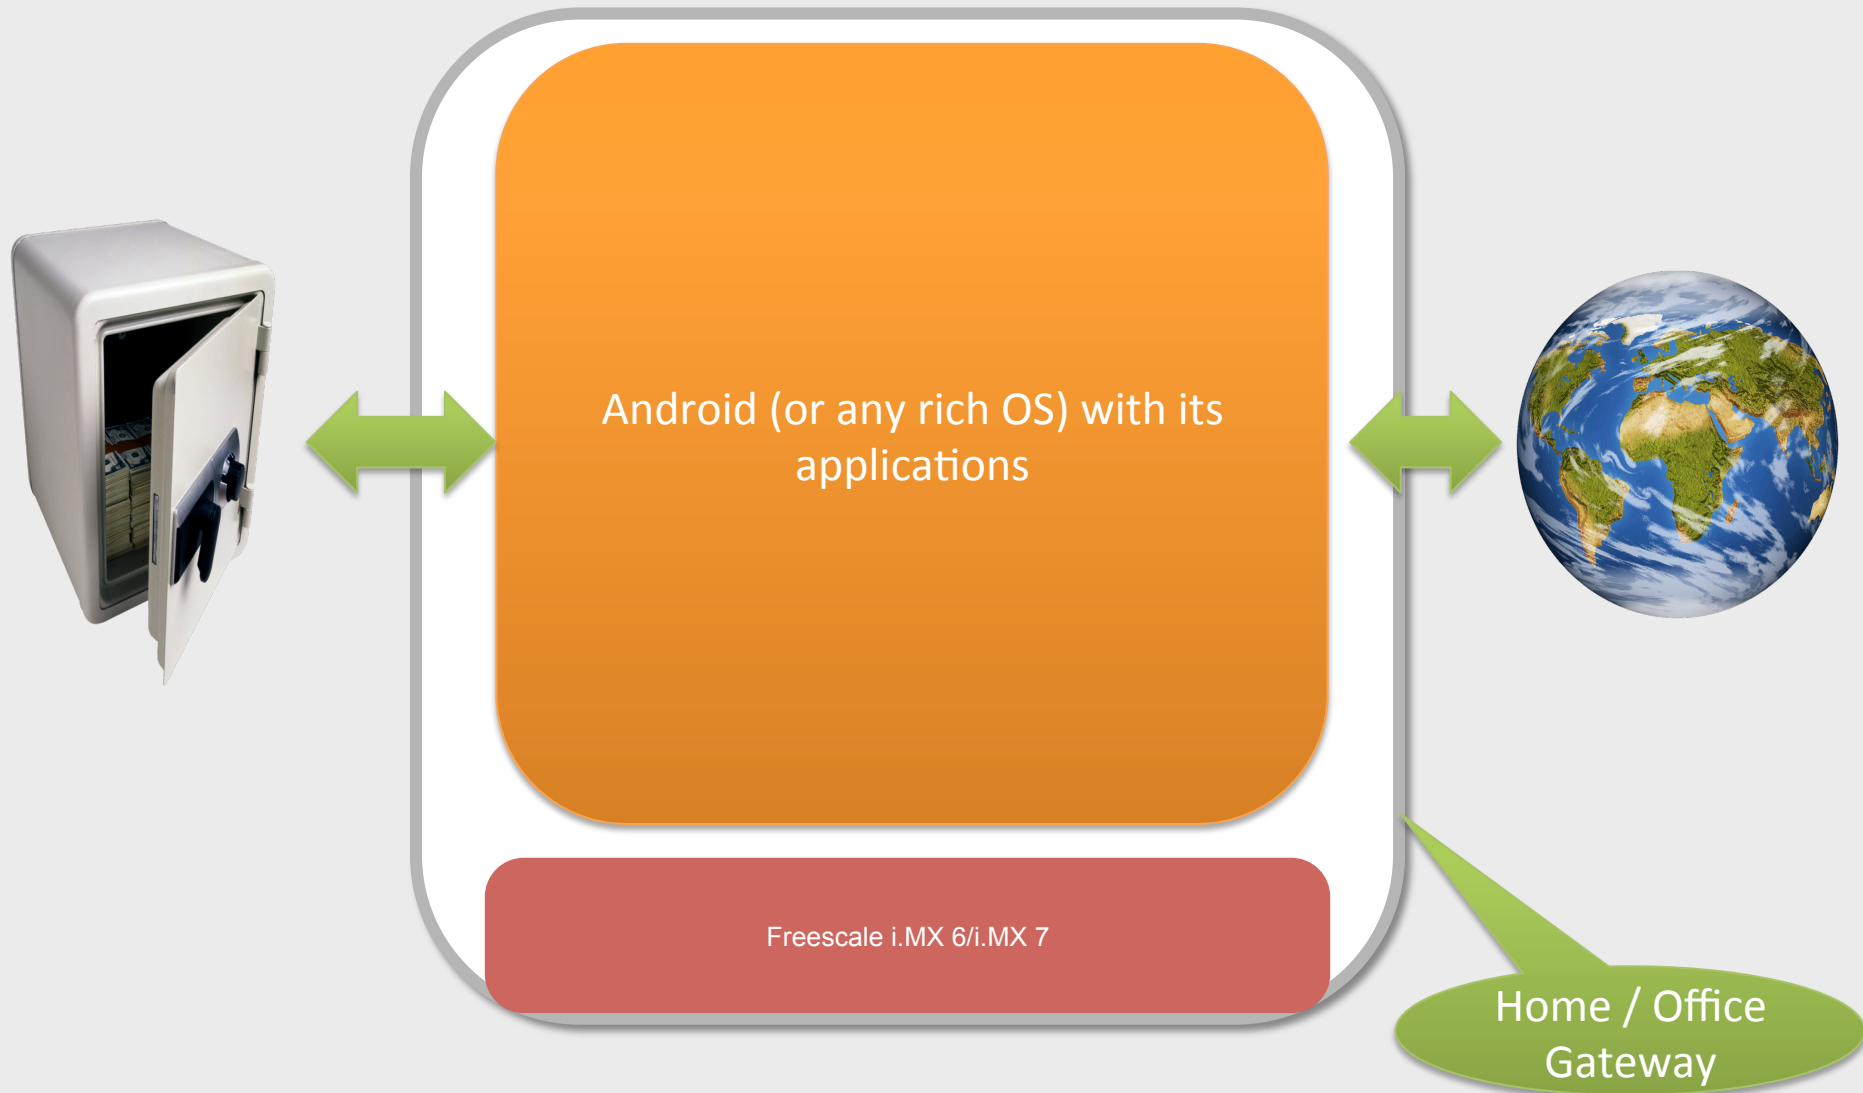 Android (or any rich OS) with its
applications
Freescale i.MX 6/i.MX 7
Home / Office
Gateway